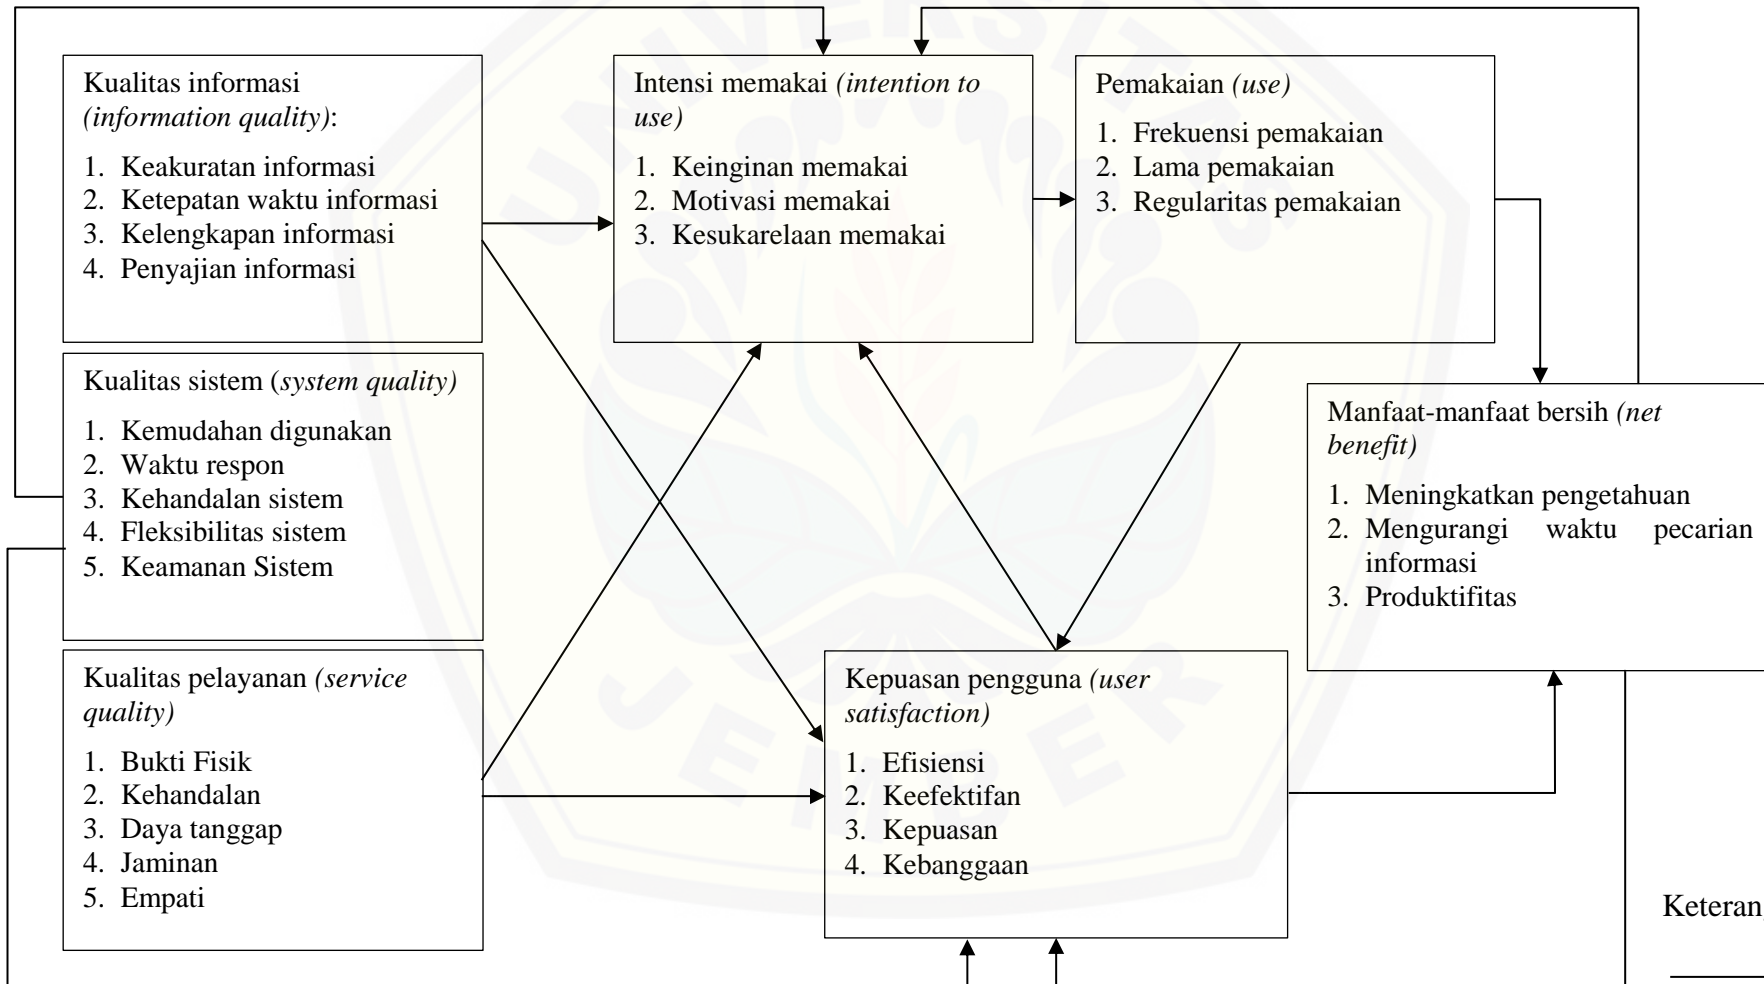 Kualitas informasi
(information quality):
1. Keakuratan informasi
2. Ketepatan waktu informasi
3. Kelengkapan informasi
4. Penyajian informasi
Intensi memakai (intention to
use)
1. Keinginan memakai
2. Motivasi memakai
3. Kesukarelaan memakai
Pemakaian (use)
1. Frekuensi pemakaian
2. Lama pemakaian
3. Regularitas pemakaian
Kualitas sistem (system quality)
1. Kemudahan digunakan
2. Waktu respon
3. Kehandalan sistem
4. Fleksibilitas sistem
5. Keamanan Sistem
Manfaat-manfaat bersih (net
benefit)
1. Meningkatkan pengetahuan
2. Mengurangi waktu pecarian
informasi
3. Produktifitas
Kualitas pelayanan (service
quality)
1. Bukti Fisik
2. Kehandalan
3. Daya tanggap
4. Jaminan
5. Empati
Kepuasan pengguna (user
satisfaction)
1. Efisiensi
2. Keefektifan
3. Kepuasan
4. Kebanggaan
Keteran
UNIVERSITAS
JEMBER